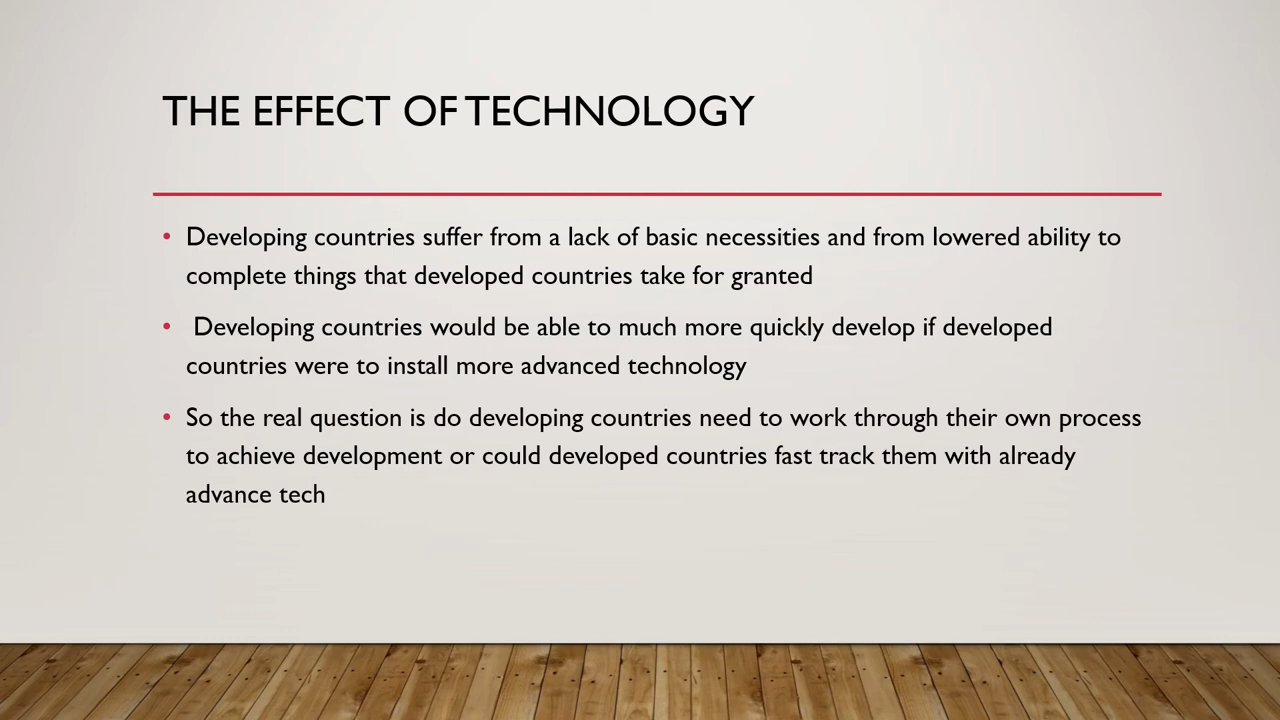 THE EFFECT OF TECHNOLOGY
• Developing countries suffer from a lack of basic necessities and from lowered ability to
complete things that developed countries take for granted
• Developing countries would be able to much more quickly develop if developed
countries were to install more advanced technology
• So the real question is do developing countries need to work through their own process
to achieve development or could developed countries fast track them with already
advance tech